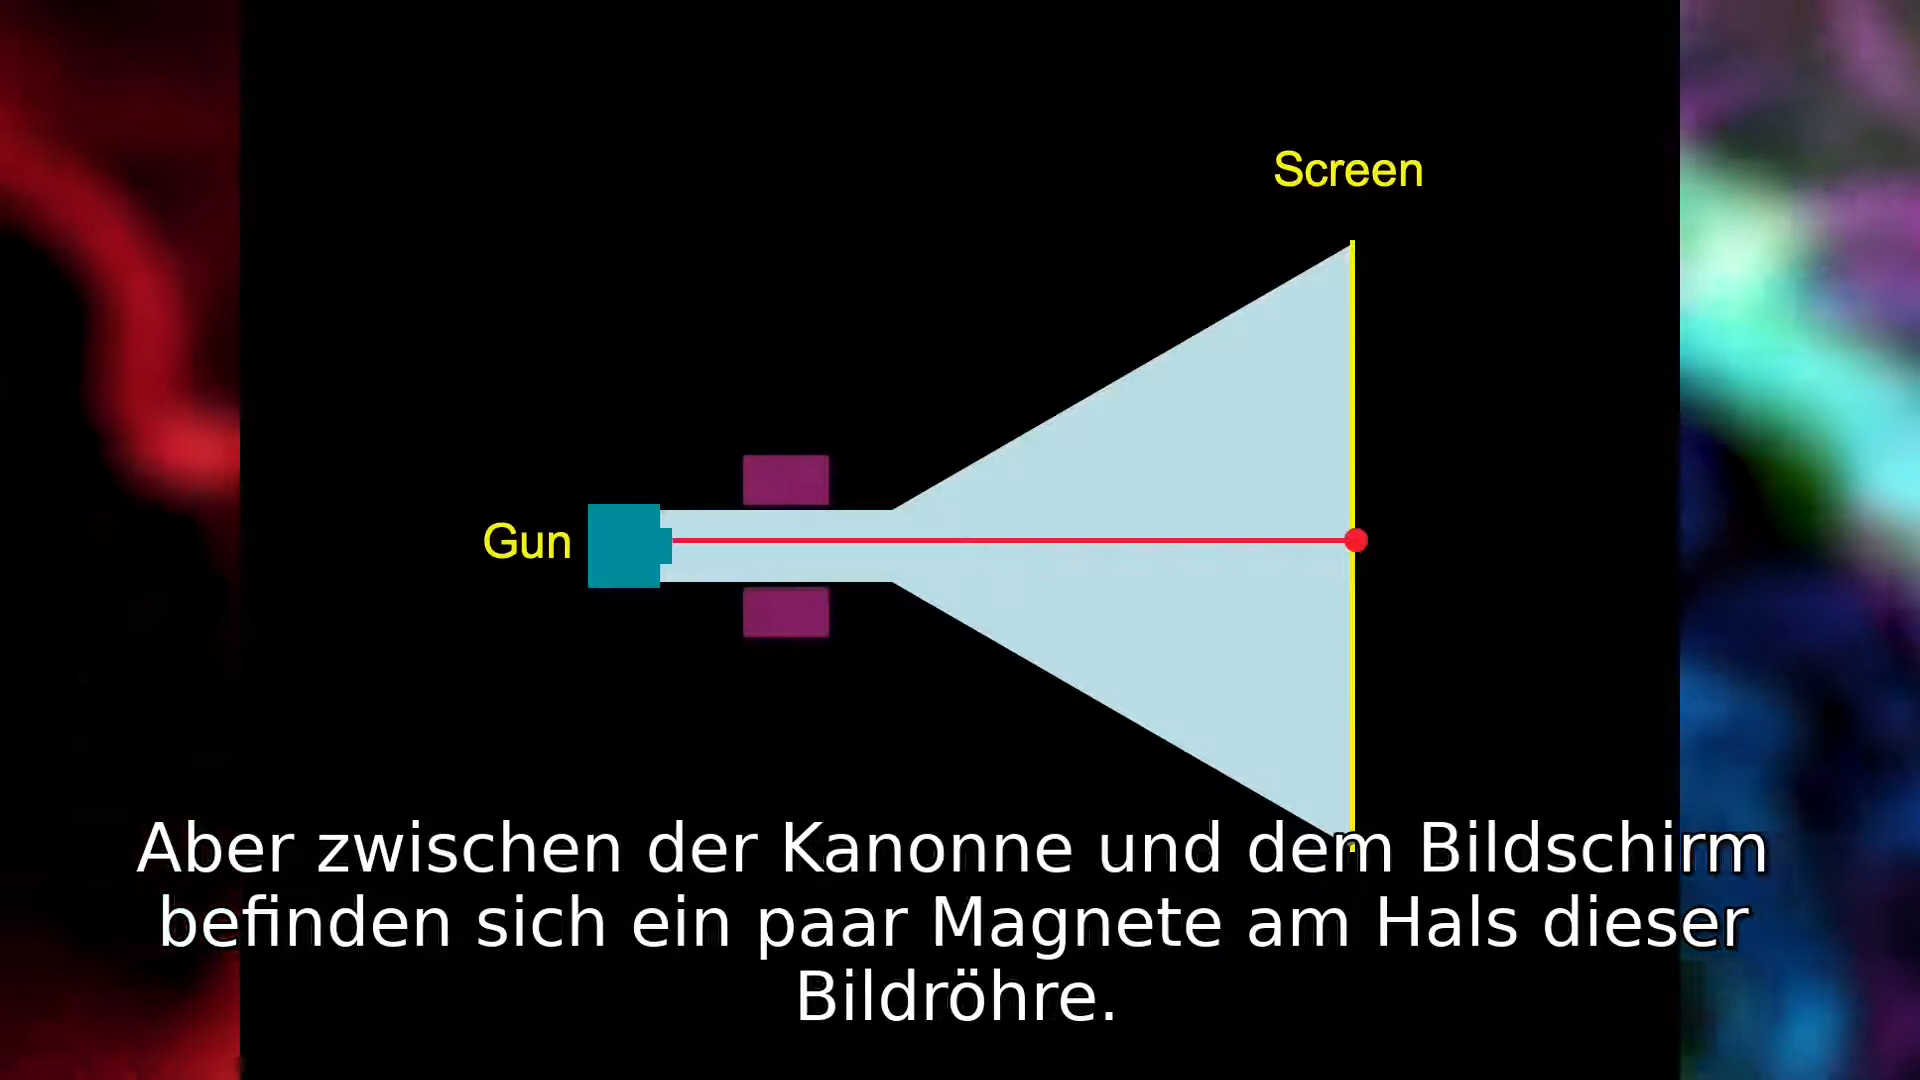 Screen
Gun
Aber zwischen der Kanonne und dem Bildschirm
befinden sich ein paar Magnete am Hals dieser
Bildröhre.